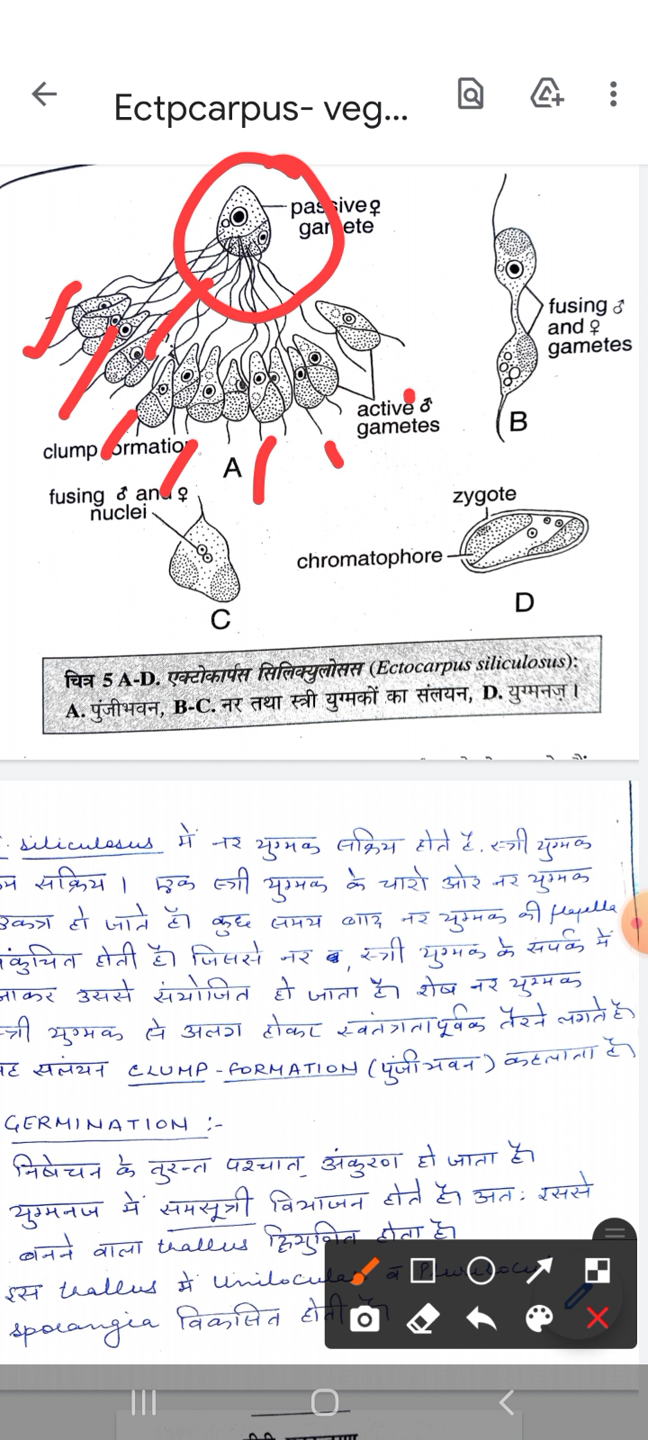 Ectpcarpus- veg...
passive♀
gamete
fusing ♂
and ♀
gametes
active ♂
gametes
clump formation
A
B
fusing ♂ and ♀
nuclei
zygote
chromatophore
C
D
चित्र 5 A-D. एक्टोकार्पस सिलिक्युलोसस (Ectocarpus siliculosus):
A. पुंजीभवन, B-C. नर तथा स्त्री युग्मकों का संलयन, D. युग्मनज़ ।
siliculosus में नर युग्मक सक्रिय होते है. स्त्री युग्मक
सक्रिय । एक स्त्री युग्मक के चारो ओर नर युग्मक
हो जाते है। कुछ समय बाद नर युग्मक की flagella
होती है। जिससे नर व, स्त्री युग्मक के संपर्क में
आकर उससे संयोजित हो जाता है। शेष नर युग्मक
स्त्री युग्मक से अलग होकर स्वतंत्रतापूर्वक तैरने लगते है।
यह संलयन CLUMP-FORMATION (पुंजीभवन) कहलाता है।
GERMINATION :-
निषेचन के तुरन्त पश्चात् अंकुरण हो जाता है।
युग्मनज में समसूत्री विभाजन होते है। अत: इससे
बनने वाला thallus द्विगुणित होता है।
इस thallus में Unilocular व
sporangia विकसित होती है।